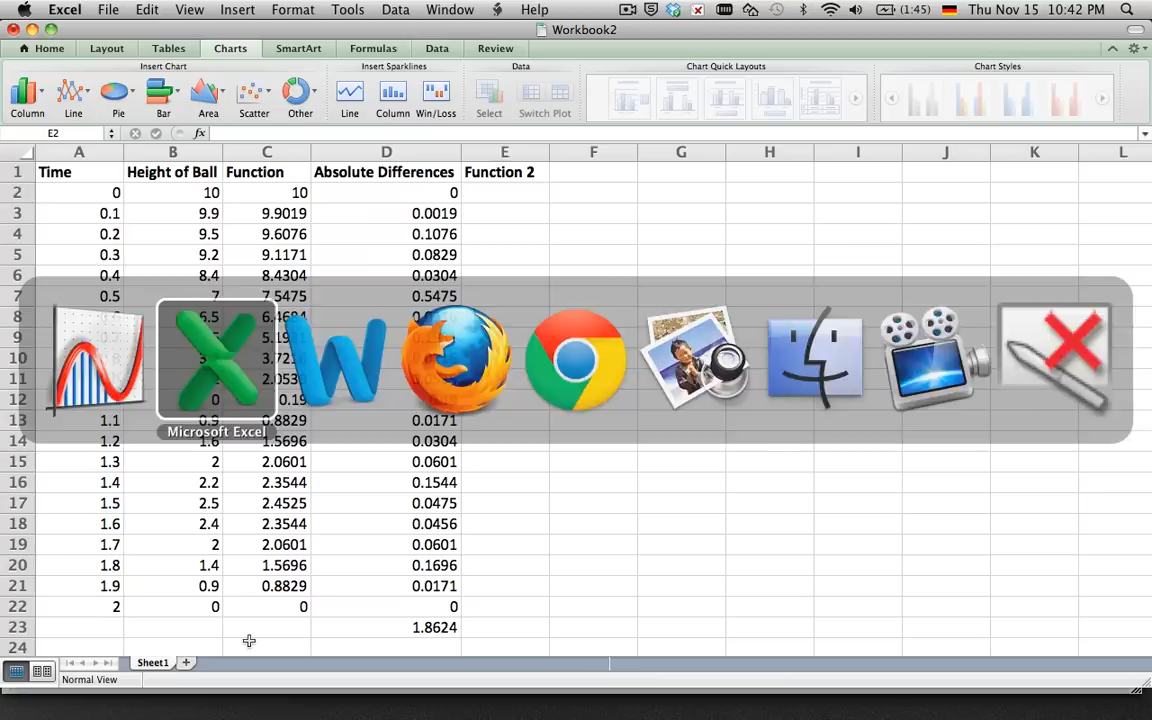 Excel File Edit View Insert Format Tools Data Window Help (1:45) Thu Nov 15 10:42 PM
Workbook2
Home Layout Tables Charts SmartArt Formulas Data Review
Insert Chart Insert Sparklines Data Chart Quick Layouts Chart Styles
Column Line Pie Bar Area Scatter Other Line Column Win/Loss Select Switch Plot
E2 fx
A B C D E F G H I J K L
1 Time Height of Ball Function Absolute Differences Function 2
2 0 10 10 0
3 0.1 9.9 9.9019 0.0019
4 0.2 9.5 9.6076 0.1076
5 0.3 9.2 9.1171 0.0829
6 0.4 8.4 8.4304 0.0304
7 0.5 7 7.5475 0.5475
8 6.5
9
10
11
12 0
13 1.1 0.9 0.8829 0.0171
Microsoft Excel
14 1.2 1.6 1.5696 0.0304
15 1.3 2 2.0601 0.0601
16 1.4 2.2 2.3544 0.1544
17 1.5 2.5 2.4525 0.0475
18 1.6 2.4 2.3544 0.0456
19 1.7 2 2.0601 0.0601
20 1.8 1.4 1.5696 0.1696
21 1.9 0.9 0.8829 0.0171
22 2 0 0 0
23 1.8624
24
Sheet1
Normal View